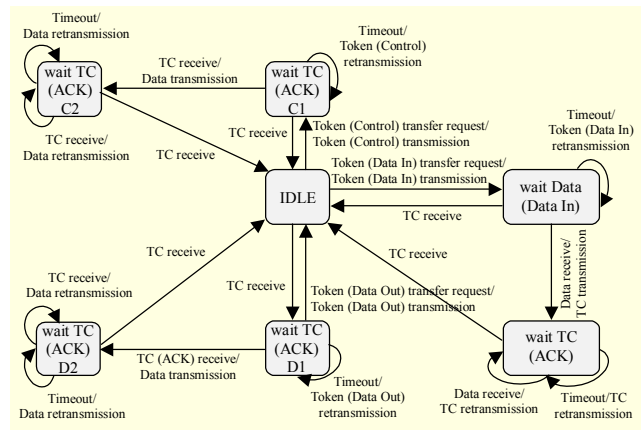 Timeout/
Data retransmission
wait TC
(ACK)
C2
TC receive/
Data retransmission
TC receive/
Data transmission
Timeout/
Token (Control)
retransmission
wait TC
(ACK)
C1
TC receive
TC receive
Token (Control) transfer request/
Token (Control) transmission
Token (Data In) transfer request/
Token (Data In) transmission
Timeout/
Token (Data In)
retransmission
IDLE
wait Data
(Data In)
TC receive
TC receive
TC receive
TC receive
Data receive/
TC transmission
TC receive/
Data retransmission
Token (Data Out) transfer request/
Token (Data Out) transmission
wait TC
(ACK)
D2
TC (ACK) receive/
Data transmission
wait TC
(ACK)
D1
wait TC
(ACK)
Timeout/
Data retransmission
Timeout/
Token (Data Out)
retransmission
Data receive/
TC retransmission
Timeout/TC
retransmission